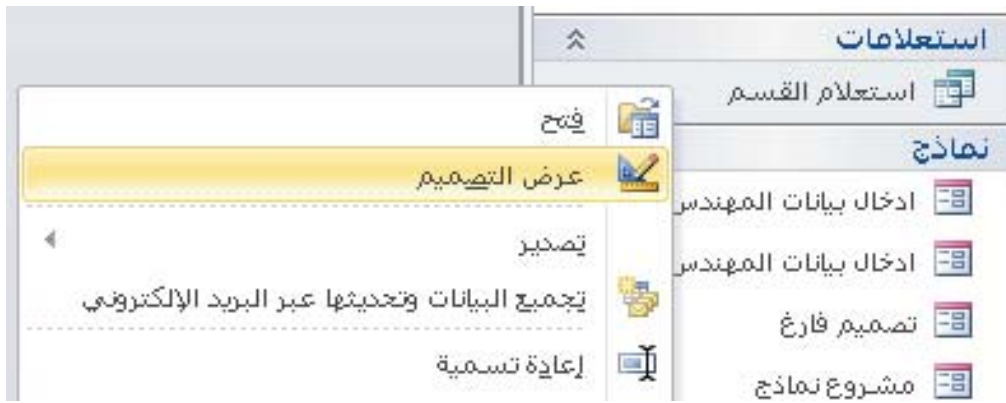 استعلامات
استعلام القسم
نماذج
ادخال بيانات المهندس
ادخال بيانات المهندس
تصميم فارغ
مشروع نماذج
فتح
عرض التصميم
تصدير
تجميع البيانات وتحديثها عبر البريد الإلكتروني
إعادة تسمية